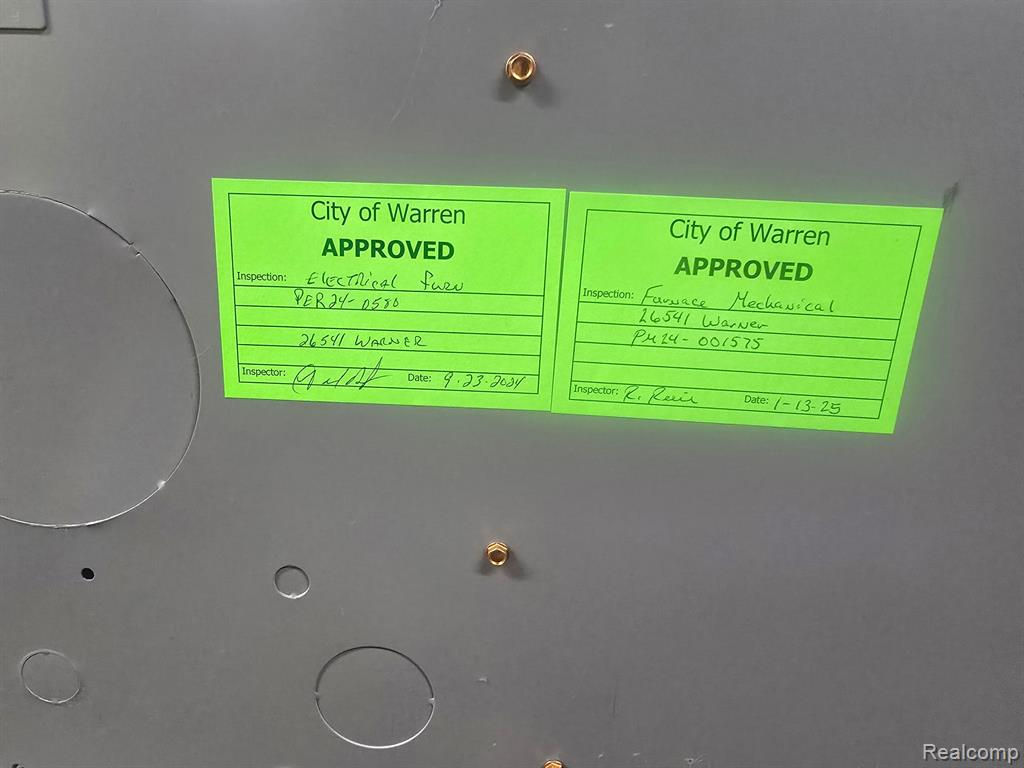 City of Warren
APPROVED
Inspection: Electrical Furn
PER24-0580
26541 WARNER
Inspector: Date: 9-23-2024
City of Warren
APPROVED
Inspection: Furnace Mechanical
26541 Warner
PM24-001575
Inspector: R. Date: 1-13-25
Realcomp